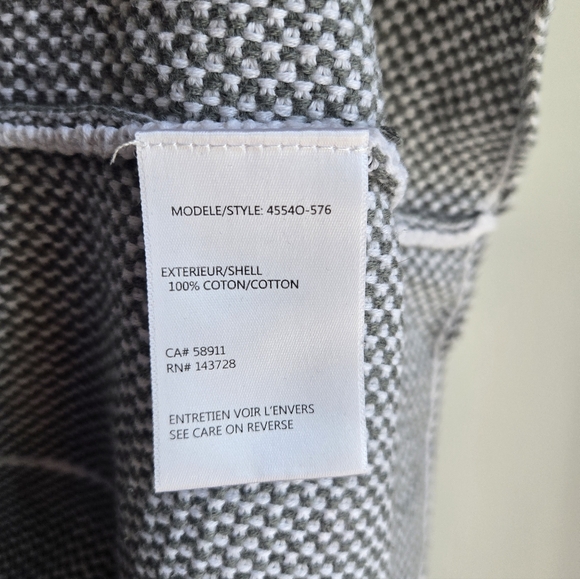 MODELE/STYLE: 4554O-576
EXTERIEUR/SHELL
100% COTON/COTTON
CA# 58911
RN# 143728
ENTRETIEN VOIR L'ENVERS
SEE CARE ON REVERSE